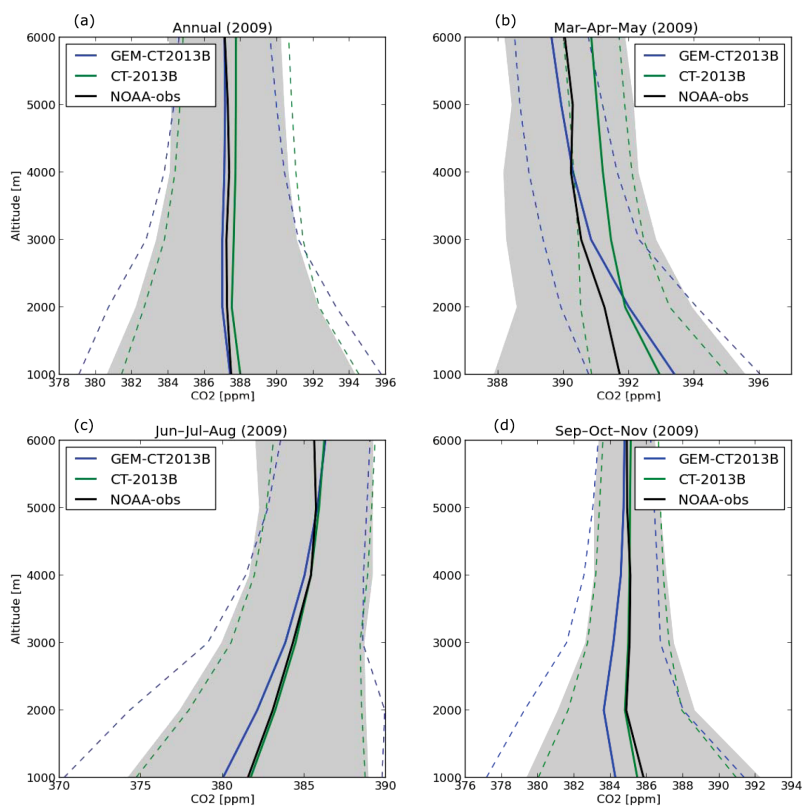 (a) Annual (2009)
6000
5000
4000
3000
2000
1000
Altitude [m]
GEM-CT2013B
CT-2013B
NOAA-obs
378 380 382 384 386 388 390 392 394 396
CO2 [ppm]
(b) Mar–Apr–May (2009)
6000
5000
4000
3000
2000
1000
GEM-CT2013B
CT-2013B
NOAA-obs
388 390 392 394 396
CO2 [ppm]
(c) Jun–Jul–Aug (2009)
6000
5000
4000
3000
2000
1000
Altitude [m]
GEM-CT2013B
CT-2013B
NOAA-obs
370 375 380 385 390
CO2 [ppm]
(d) Sep–Oct–Nov (2009)
6000
5000
4000
3000
2000
1000
GEM-CT2013B
CT-2013B
NOAA-obs
376 378 380 382 384 386 388 390 392 394
CO2 [ppm]